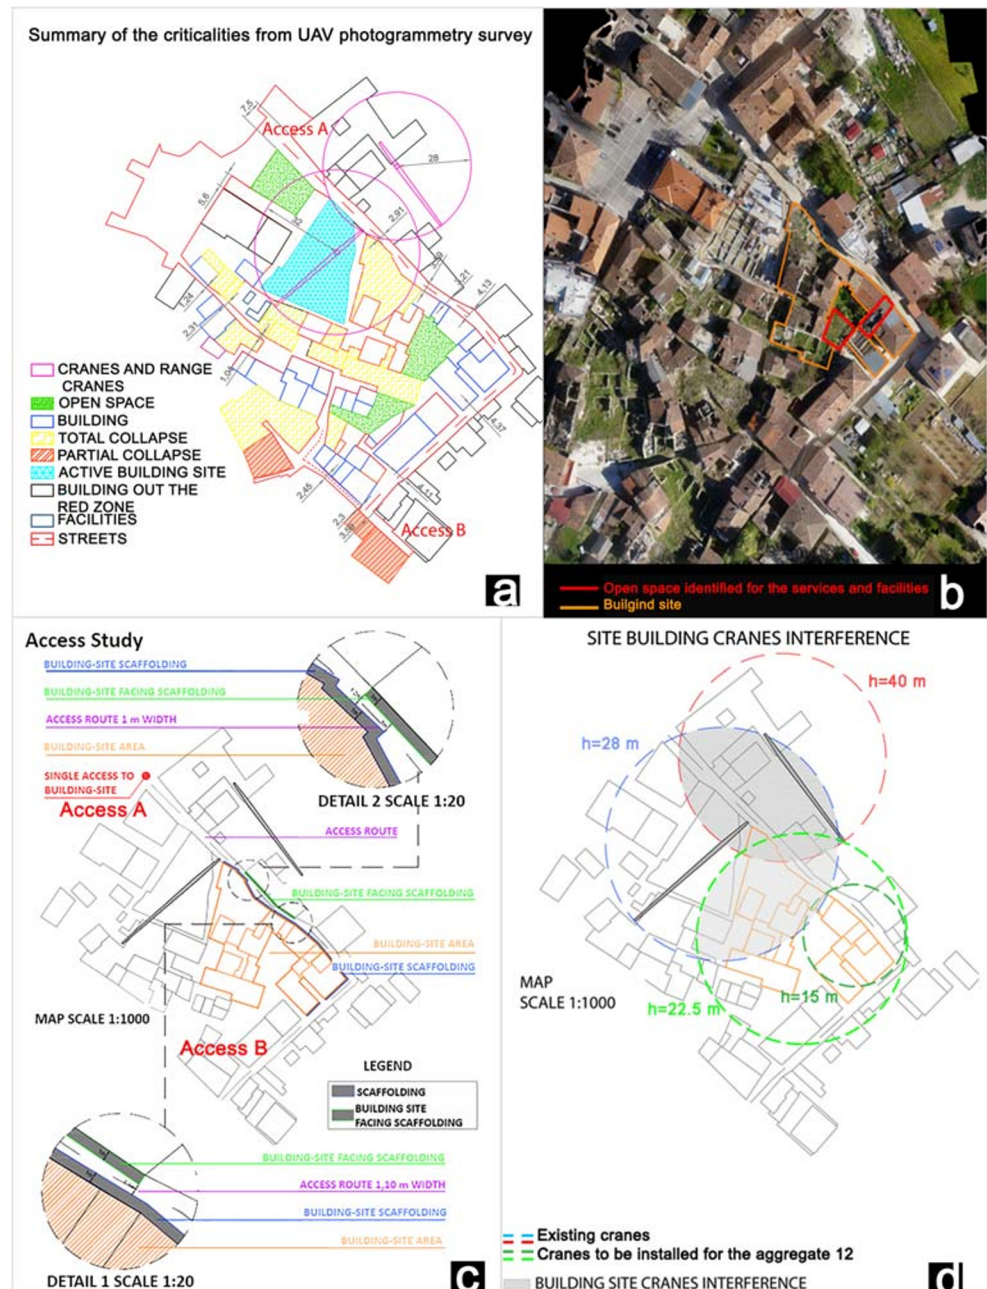 Summary of the criticalities from UAV photogrammetry survey
7,5
Access A
28
5,6
32
2,91
3,21
4,13
1,24
2,31
4,37
CRANES AND RANGE
CRANES
OPEN SPACE
BUILDING
TOTAL COLLAPSE
PARTIAL COLLAPSE
ACTIVE BUILDING SITE
BUILDING OUT THE
RED ZONE
FACILITIES
STREETS
2,45
4,11
Access B
a
Open space identified for the services and facilities
Builgind site
b
Access Study
BUILDING-SITE SCAFFOLDING
BUILDING-SITE FACING SCAFFOLDING
ACCESS ROUTE 1 m WIDTH
BUILDING-SITE AREA
SINGLE ACCESS TO
BUILDING-SITE
Access A
DETAIL 2 SCALE 1:20
ACCESS ROUTE
BUILDING-SITE FACING SCAFFOLDING
BUILDING-SITE AREA
BUILDING-SITE SCAFFOLDING
MAP SCALE 1:1000
Access B
LEGEND
SCAFFOLDING
BUILDING SITE
FACING SCAFFOLDING
BUILDING-SITE FACING SCAFFOLDING
ACCESS ROUTE 1,10 m WIDTH
BUILDING-SITE SCAFFOLDING
BUILDING-SITE AREA
DETAIL 1 SCALE 1:20
c
SITE BUILDING CRANES INTERFERENCE
h=40 m
h=28 m
MAP
SCALE 1:1000
h=15 m
h=22.5 m
Existing cranes
Cranes to be installed for the aggregate 12
BUILDING SITE CRANES INTERFERENCE
d